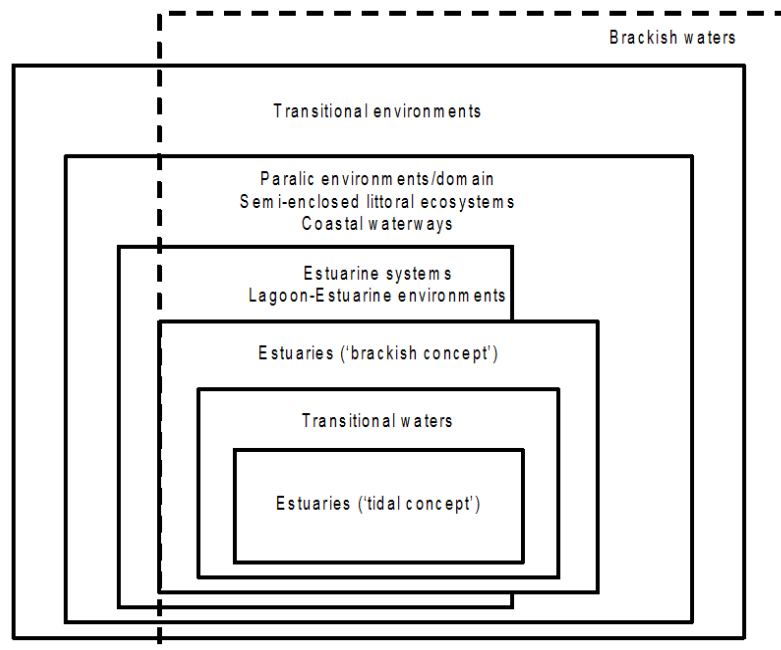 Brackish waters
Transitional environments
Paralic environments/domain
Semi-enclosed littoral ecosystems
Coastal waterways
Estuarine systems
Lagoon-Estuarine environments
Estuaries (‘brackish concept’)
Transitional waters
Estuaries (‘tidal concept’)